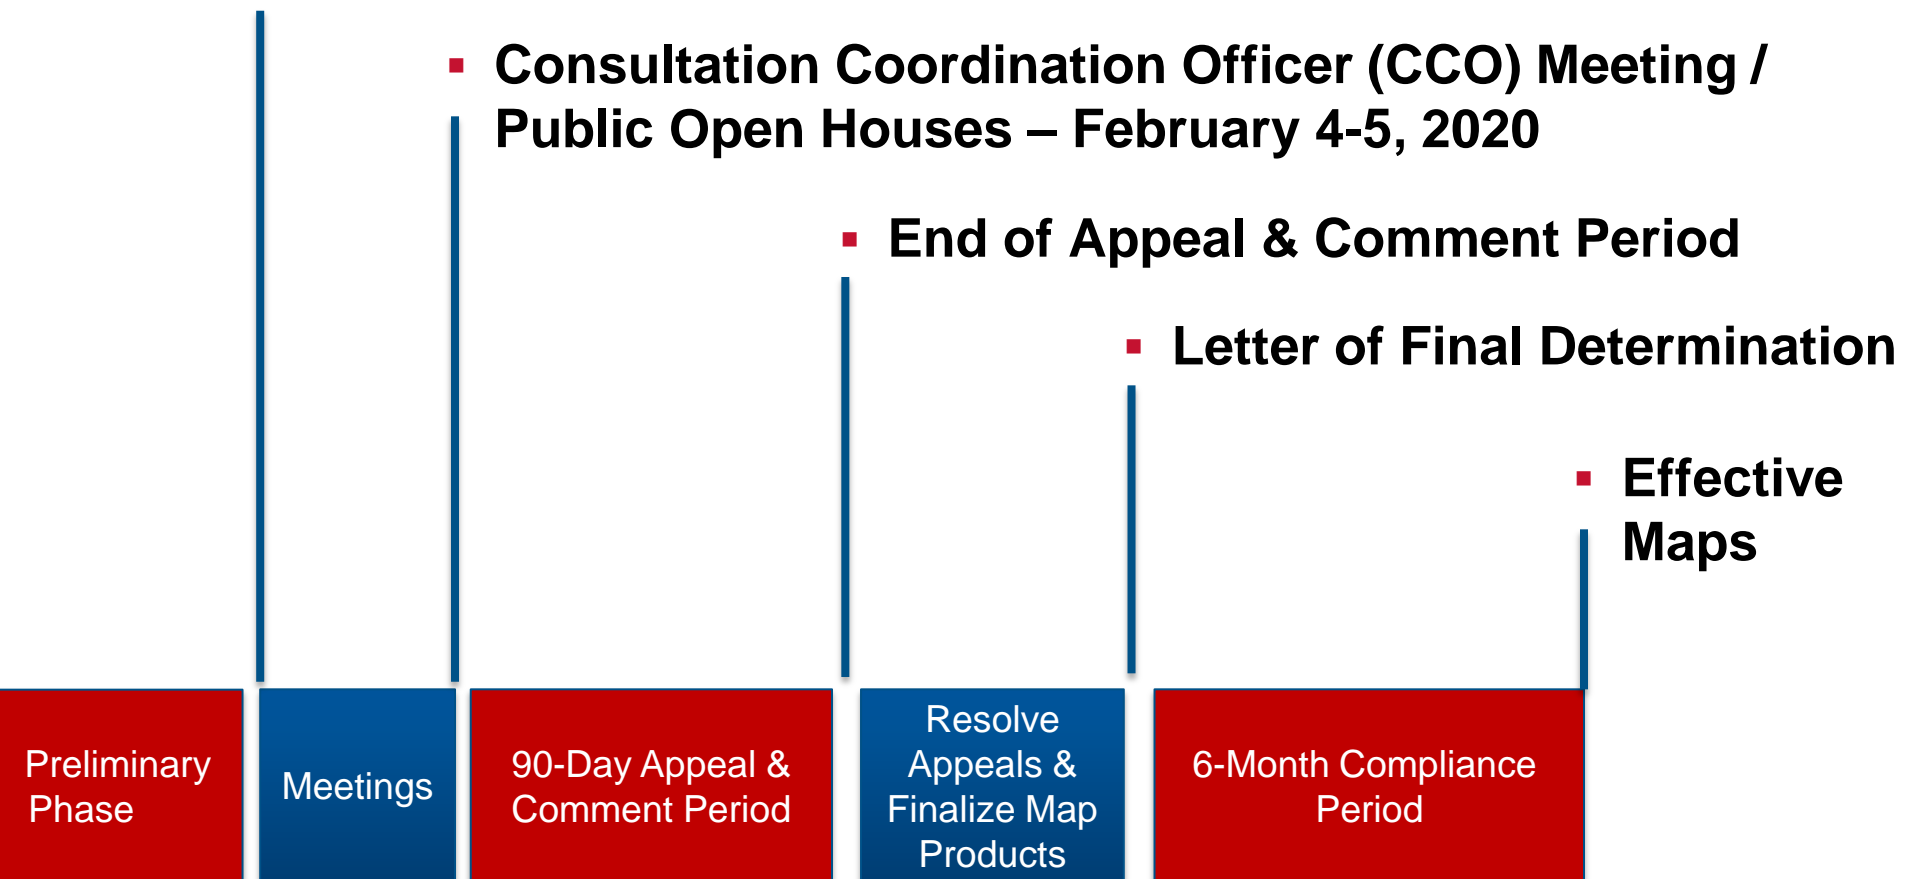 ▪ Consultation Coordination Officer (CCO) Meeting /
Public Open Houses – February 4-5, 2020
▪ End of Appeal & Comment Period
▪ Letter of Final Determination
▪ Effective
Maps
Preliminary
Phase
Meetings
90-Day Appeal &
Comment Period
Resolve
Appeals &
Finalize Map
Products
6-Month Compliance
Period